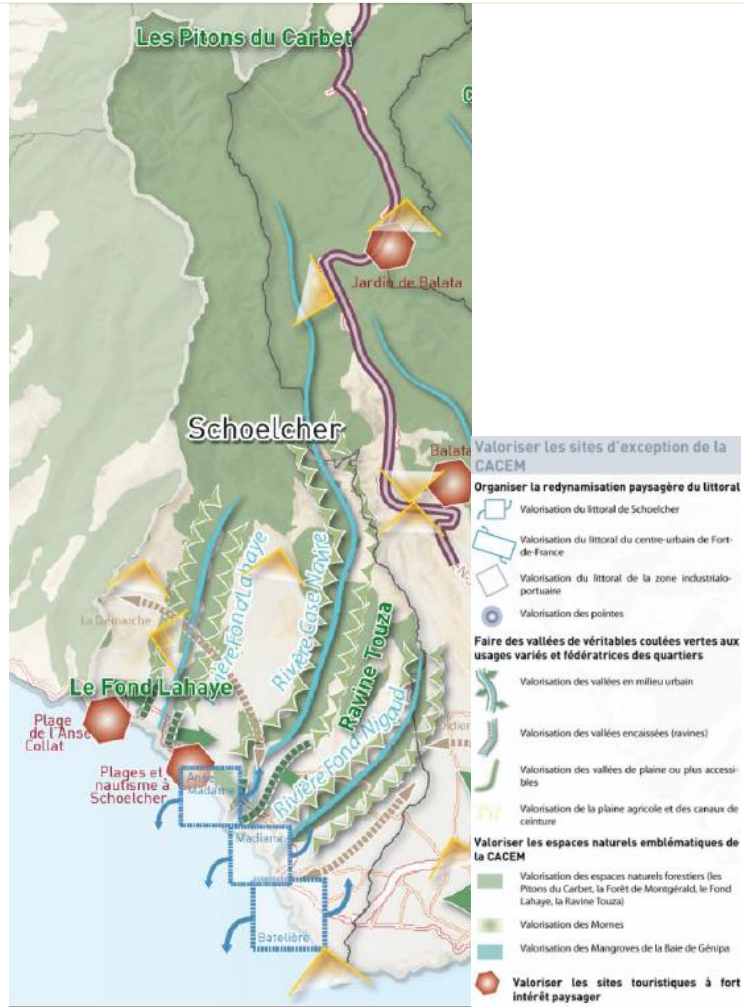 Les Pitons du Carbet
Jardin de Balata
Schoelcher
Balata
Rivière Fond Lahaye
Rivière Case Navire
Ravine Touza
La Démarche
Le Fond Lahaye
Plage
de l'Anse
Collat
Plages et
nautisme à
Schoelcher
Anse
Madame
Rivière Fond Nigaud
Madiana
Batelière
Valoriser les sites d'exception de la
CACEM
Organiser la redynamisation paysagère du littoral
Valorisation du littoral de Schoelcher
Valorisation du littoral du centre-urbain de Fort-
de-France
Valorisation du littoral de la zone industrialo-
portuaire
Valorisation des pointes
Faire des vallées de véritables coulées vertes aux
usages variés et fédératrices des quartiers
Valorisation des vallées en milieu urbain
Valorisation des vallées encaissées (ravines)
Valorisation des vallées de plaine ou plus accessi-
bles
Valorisation de la plaine agricole et des canaux de
ceinture
Valoriser les espaces naturels emblématiques de
la CACEM
Valorisation des espaces naturels forestiers (les
Pitons du Carbet, la Forêt de Montgérald, le Fond
Lahaye, la Ravine Touza)
Valorisation des Mornes
Valorisation des Mangroves de la Baie de Génipa
Valoriser les sites touristiques à fort
intérêt paysager